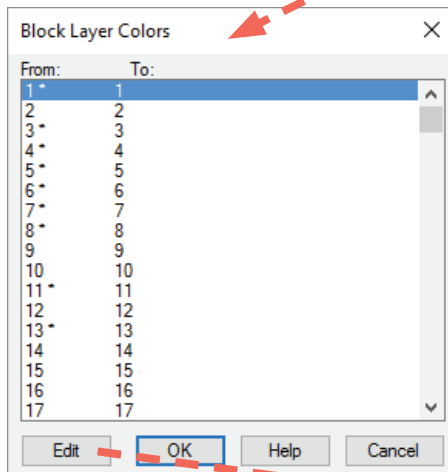 Block Layer Colors
From: To:
1 * 1
2 2
3 * 3
4 * 4
5 * 5
6 * 6
7 * 7
8 * 8
9 9
10 10
11 * 11
12 12
13 * 13
14 14
15 15
16 16
17 17
Edit OK Help Cancel